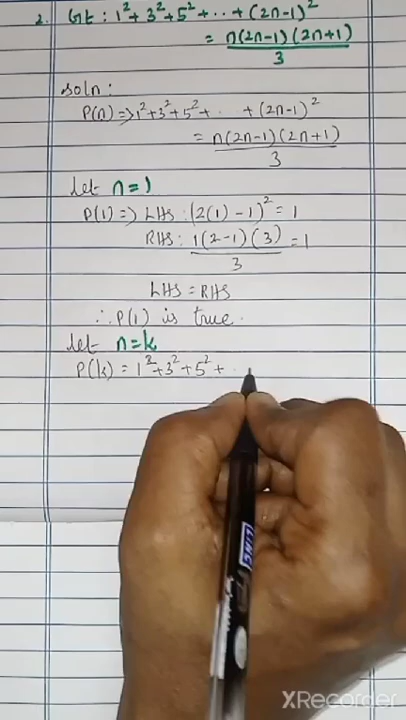 2. Gt : 1²+3²+5²+ ... +(2n-1)²
= n(2n-1)(2n+1)/3
soln:
P(n)=>1²+3²+5²+ ... +(2n-1)²
= n(2n-1)(2n+1)/3
let n=1
P(1)=> LHS : (2(1)-1)²=1
RHS : 1(2-1)(3)/3=1
LHS=RHS
∴P(1) is true.
let n=k
P(k) = 1²+3²+5²+ ..
LINC
XRecorder